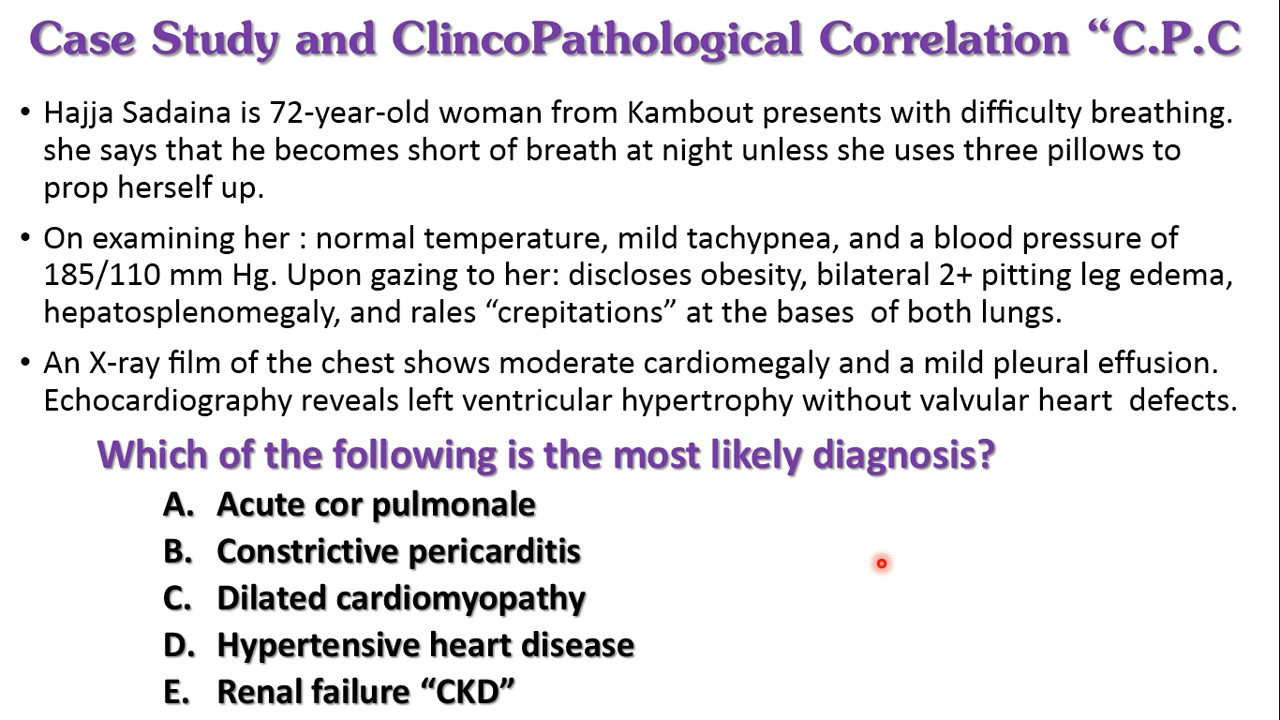 Case Study and ClincoPathological Correlation “C.P.C
• Hajja Sadaina is 72-year-old woman from Kambout presents with difficulty breathing.
she says that he becomes short of breath at night unless she uses three pillows to
prop herself up.
• On examining her : normal temperature, mild tachypnea, and a blood pressure of
185/110 mm Hg. Upon gazing to her: discloses obesity, bilateral 2+ pitting leg edema,
hepatosplenomegaly, and rales “crepitations” at the bases of both lungs.
• An X-ray film of the chest shows moderate cardiomegaly and a mild pleural effusion.
Echocardiography reveals left ventricular hypertrophy without valvular heart defects.
Which of the following is the most likely diagnosis?
A. Acute cor pulmonale
B. Constrictive pericarditis
C. Dilated cardiomyopathy
D. Hypertensive heart disease
E. Renal failure “CKD”